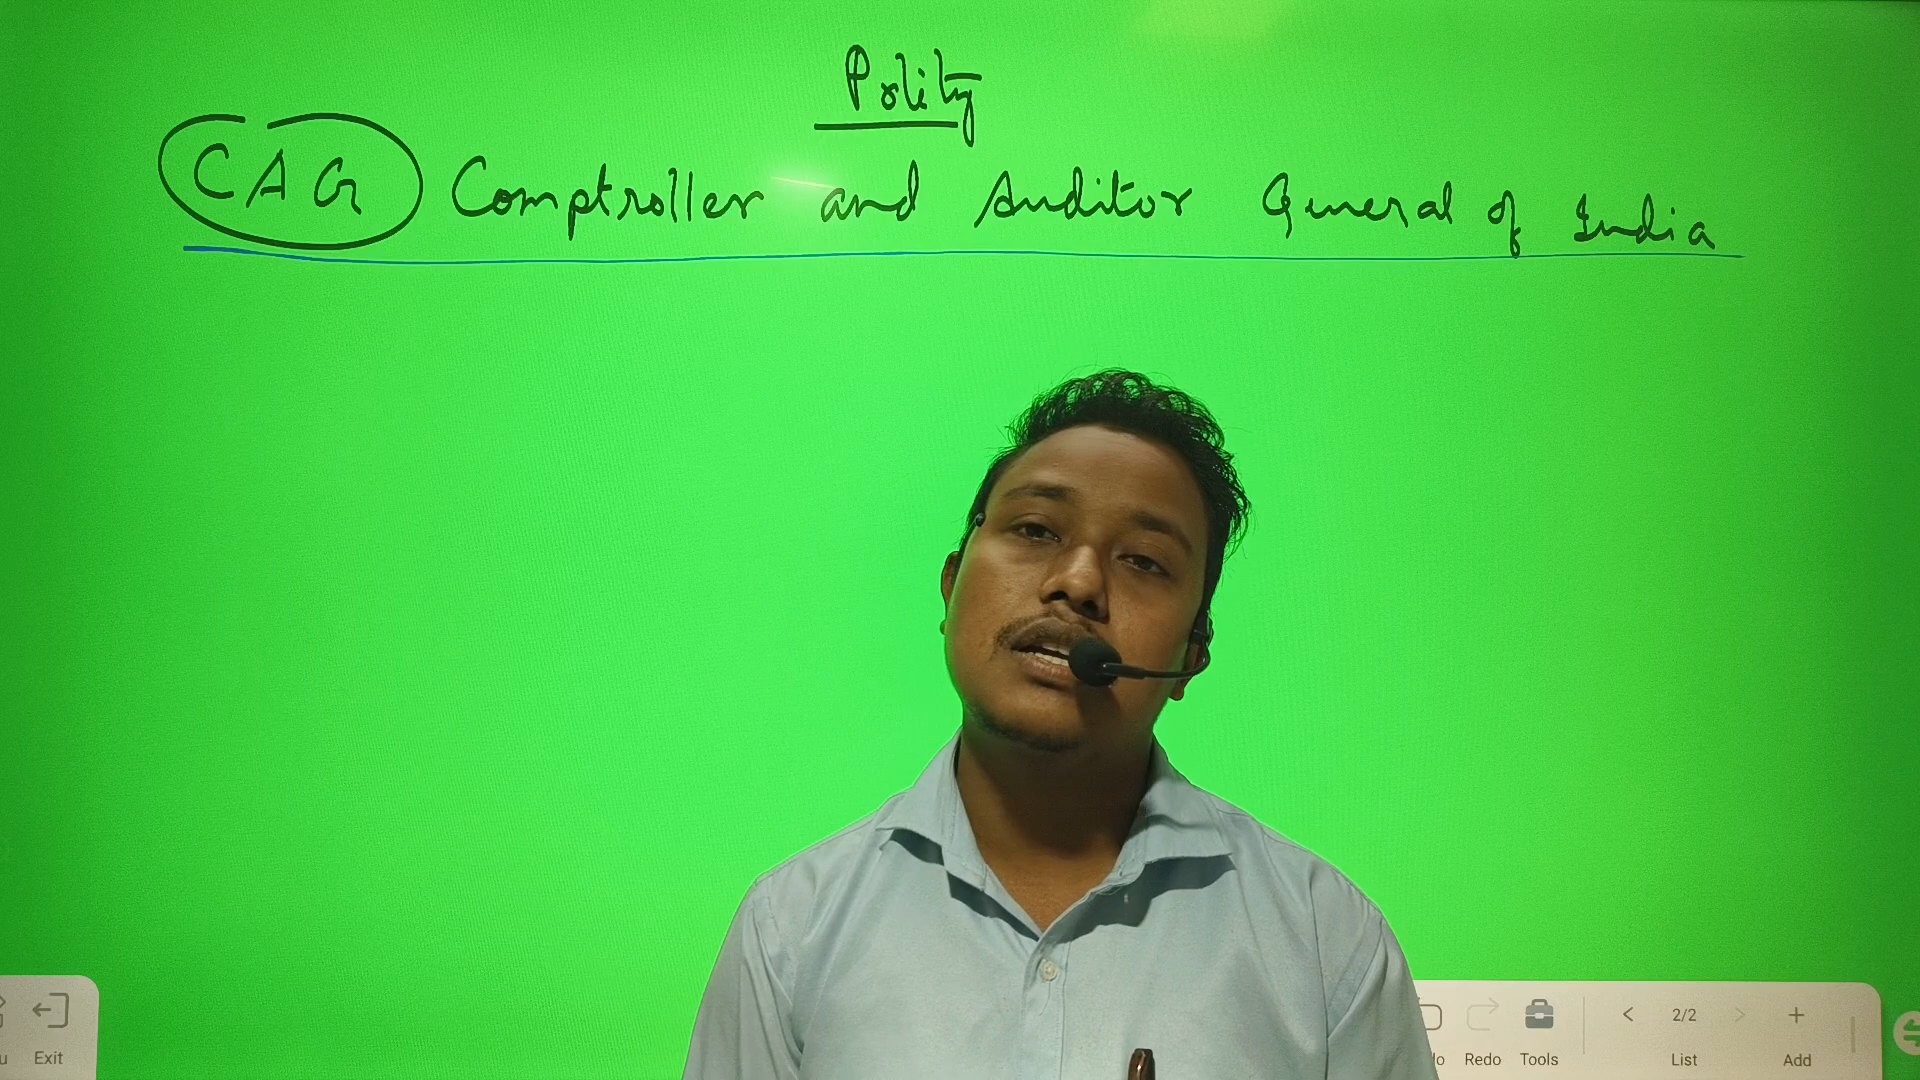 Polity
CAG Comptroller and Auditor General of India
Exit
Redo
Tools
2/2
List
Add